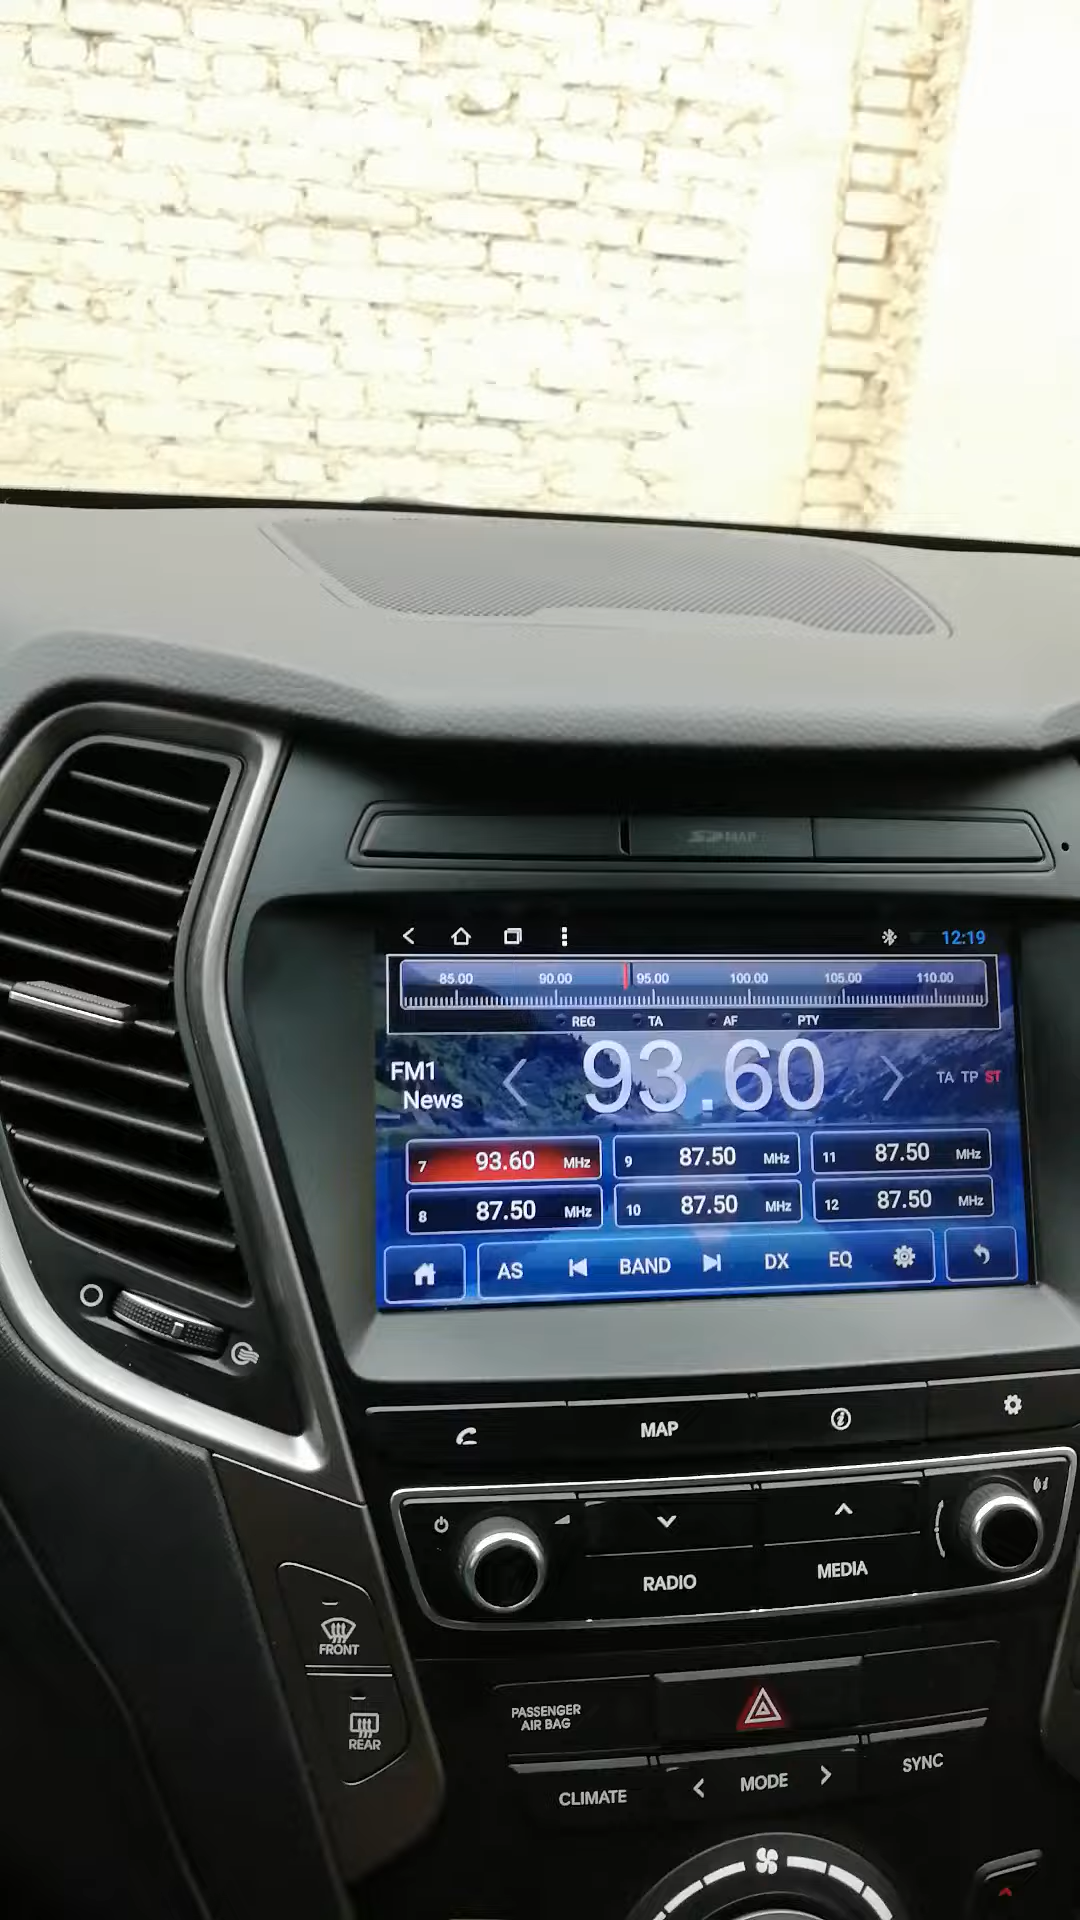 SD MAP
12:19
85.00 90.00 95.00 100.00 105.00 110.00
REG TA AF PTY
FM1
News
93.60
TA TP ST
7 93.60 MHz 9 87.50 MHz 11 87.50 MHz
8 87.50 MHz 10 87.50 MHz 12 87.50 MHz
AS BAND DX EQ
MAP
RADIO MEDIA
FRONT
REAR
PASSENGER
AIR BAG
CLIMATE MODE SYNC